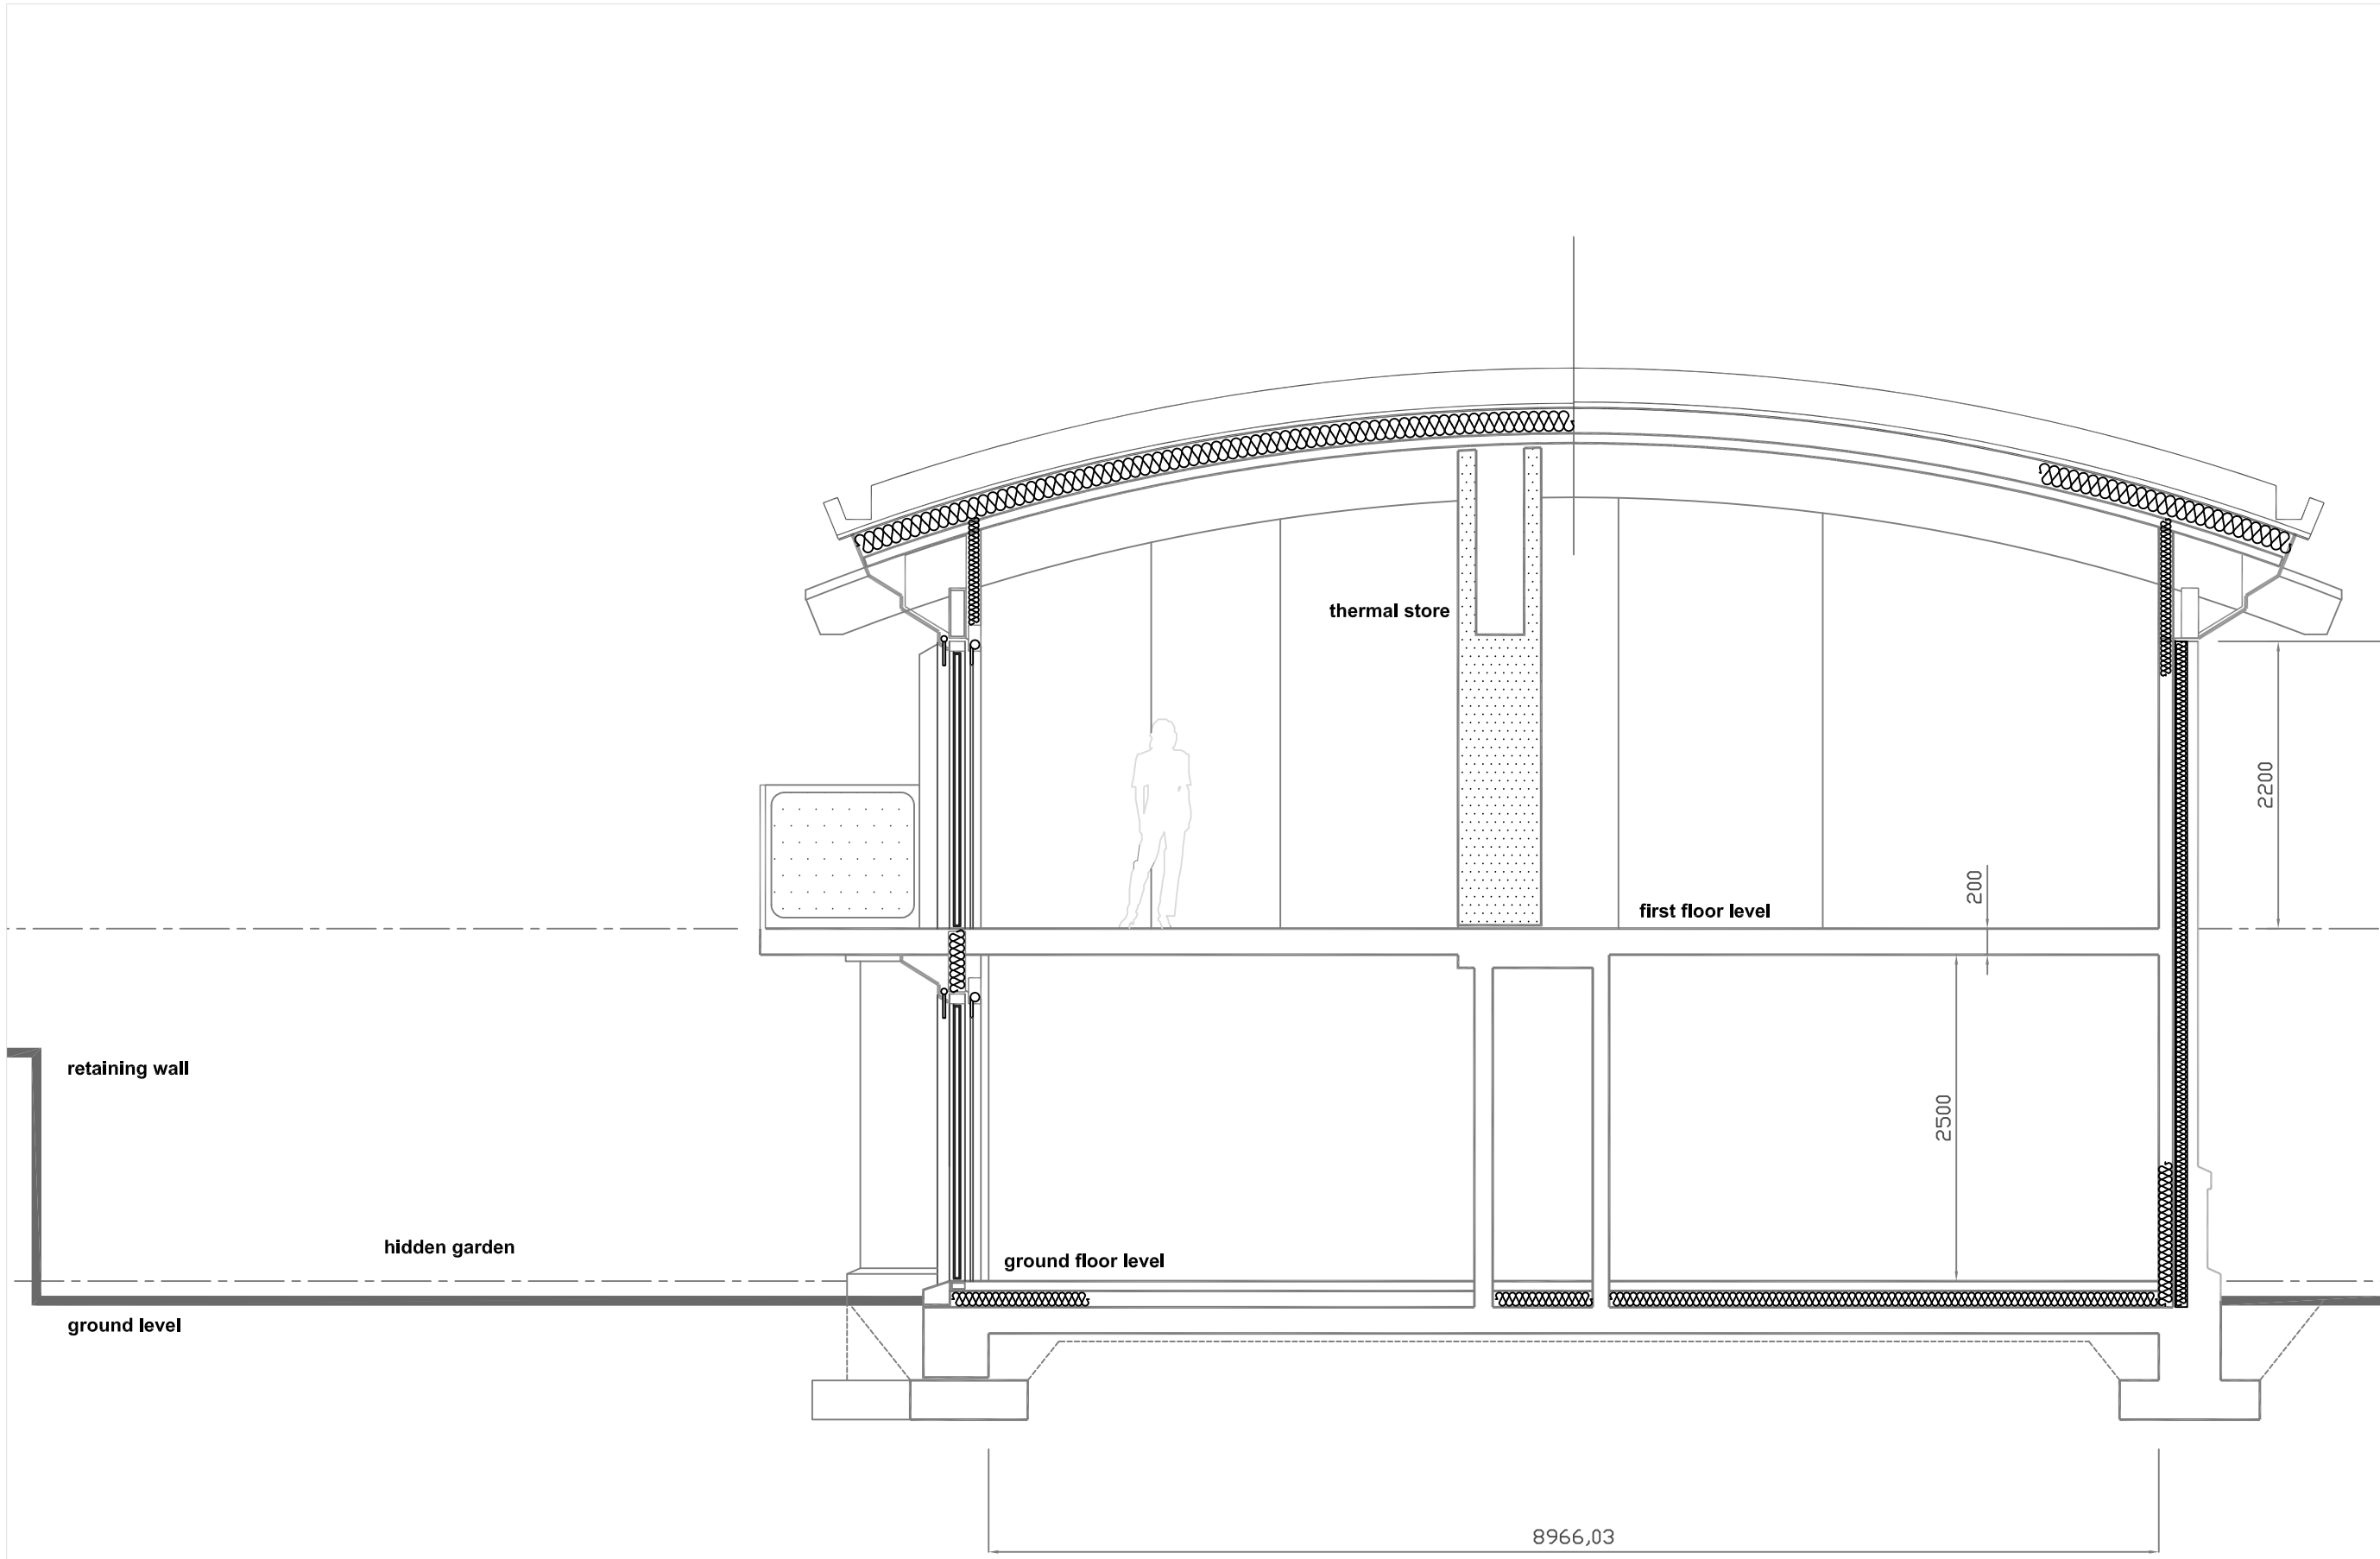 thermal store
2200
200
first floor level
retaining wall
2500
hidden garden
ground floor level
ground level
8966,03